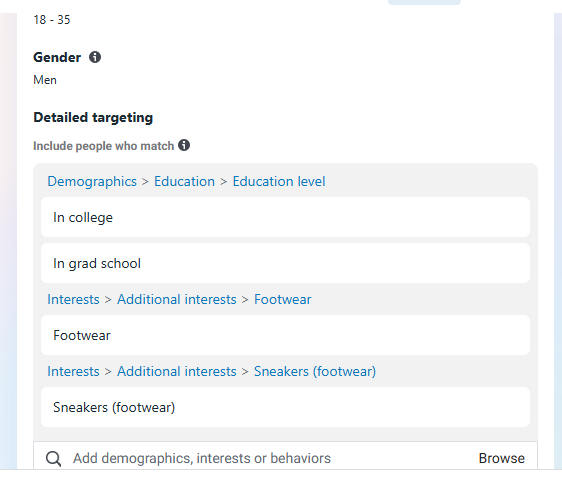 18 - 35
Gender
Men
Detailed targeting
Include people who match
Demographics > Education > Education level
In college
In grad school
Interests > Additional interests > Footwear
Footwear
Interests > Additional interests > Sneakers (footwear)
Sneakers (footwear)
Add demographics, interests or behaviors Browse